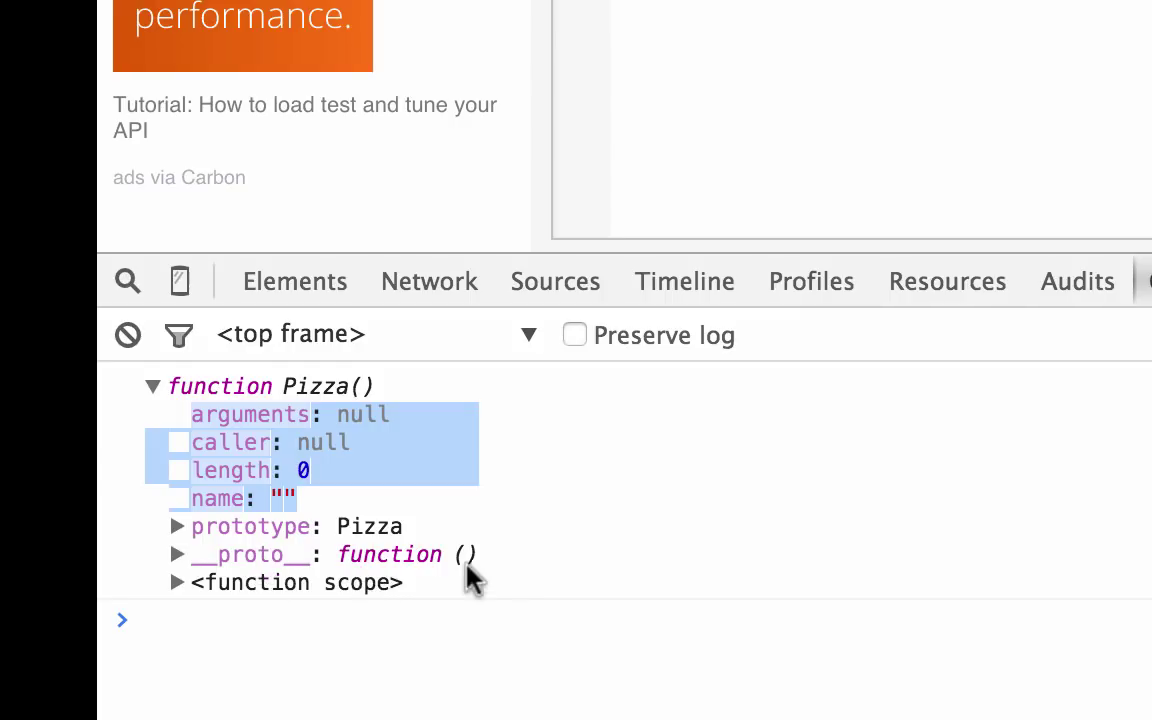 performance.
Tutorial: How to load test and tune your
API
ads via Carbon
Elements Network Sources Timeline Profiles Resources Audits
<top frame> Preserve log
function Pizza()
arguments: null
caller: null
length: 0
name: ""
prototype: Pizza
__proto__: function ()
<function scope>